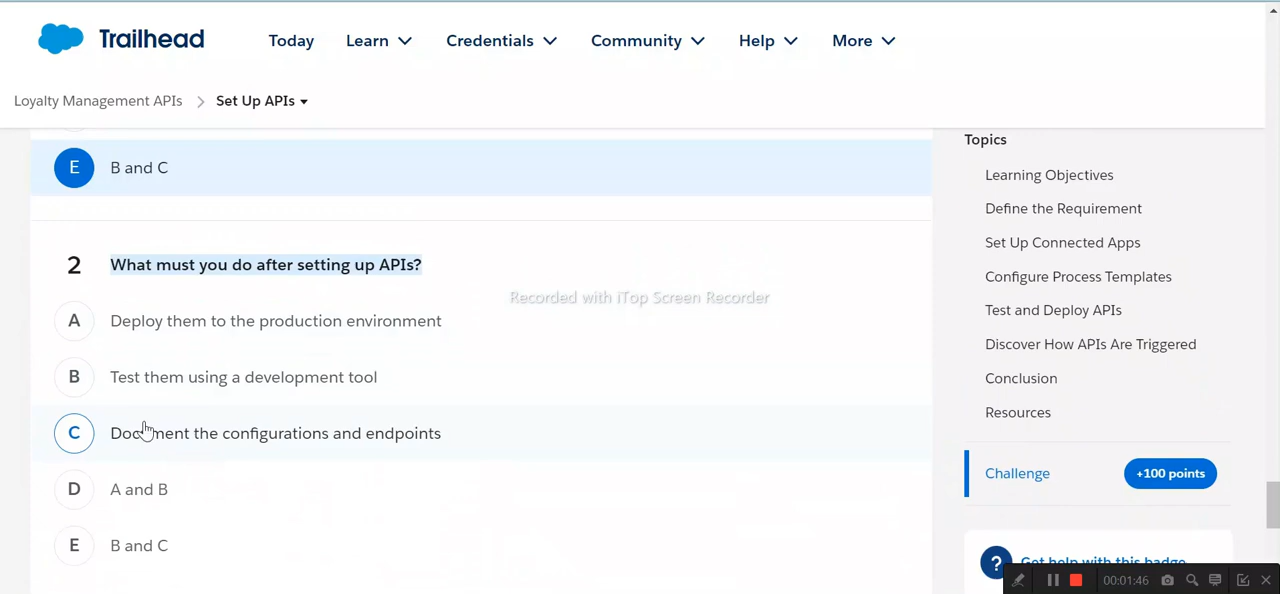 Trailhead
Today Learn Credentials Community Help More
Loyalty Management APIs Set Up APIs
E B and C
2 What must you do after setting up APIs?
A Deploy them to the production environment
B Test them using a development tool
C Document the configurations and endpoints
D A and B
E B and C
Topics
Learning Objectives
Define the Requirement
Set Up Connected Apps
Configure Process Templates
Test and Deploy APIs
Discover How APIs Are Triggered
Conclusion
Resources
Challenge +100 points
? Get help with this badge
Recorded with iTop Screen Recorder
00:01:46